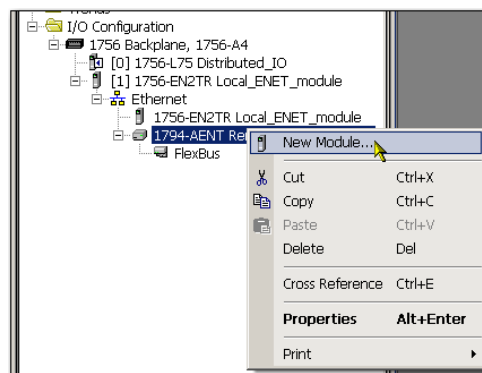 I/O Configuration
1756 Backplane, 1756-A4
[0] 1756-L75 Distributed_IO
[1] 1756-EN2TR Local_ENET_module
Ethernet
1756-EN2TR Local_ENET_module
1794-AENT
FlexBus
New Module...
Cut Ctrl+X
Copy Ctrl+C
Paste Ctrl+V
Delete Del
Cross Reference Ctrl+E
Properties Alt+Enter
Print